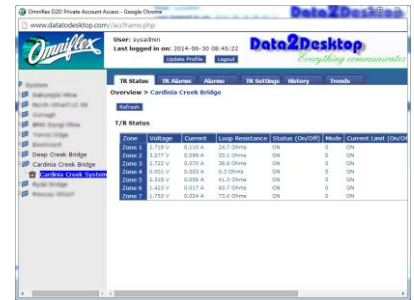 Omniflex D2D Private Account Access - Google Chrome
www.datatodesktop.com/accframe.php
Omniflex
User: sysadmin
Last logged in on: 2014-06-30 08:45:22
Update Profile Logout
Data2Desktop
Everything communicates
TR Status TR Alarms Alarms TR Settings History Trends
Overview > Cardinia Creek Bridge
Refresh
T/R Status
System
Deep Creek Bridge
Cardinia Creek Bridge
Cardinia Creek System
Zone Voltage Current Loop Resistance Status (On/Off) Mode Current Limit (On/Of
Zone 1 2.719 V 0.110 A 24.7 Ohms ON 0 ON
Zone 2 3.277 V 0.099 A 33.1 Ohms ON 0 ON
Zone 3 2.722 V 0.070 A 38.8 Ohms ON 0 ON
Zone 4 0.001 V 0.003 A 0.3 Ohms ON 0 ON
Zone 5 2.318 V 0.056 A 41.3 Ohms ON 0 ON
Zone 6 1.423 V 0.017 A 83.7 Ohms ON 0 ON
Zone 7 1.752 V 0.024 A 73.0 Ohms ON 0 ON